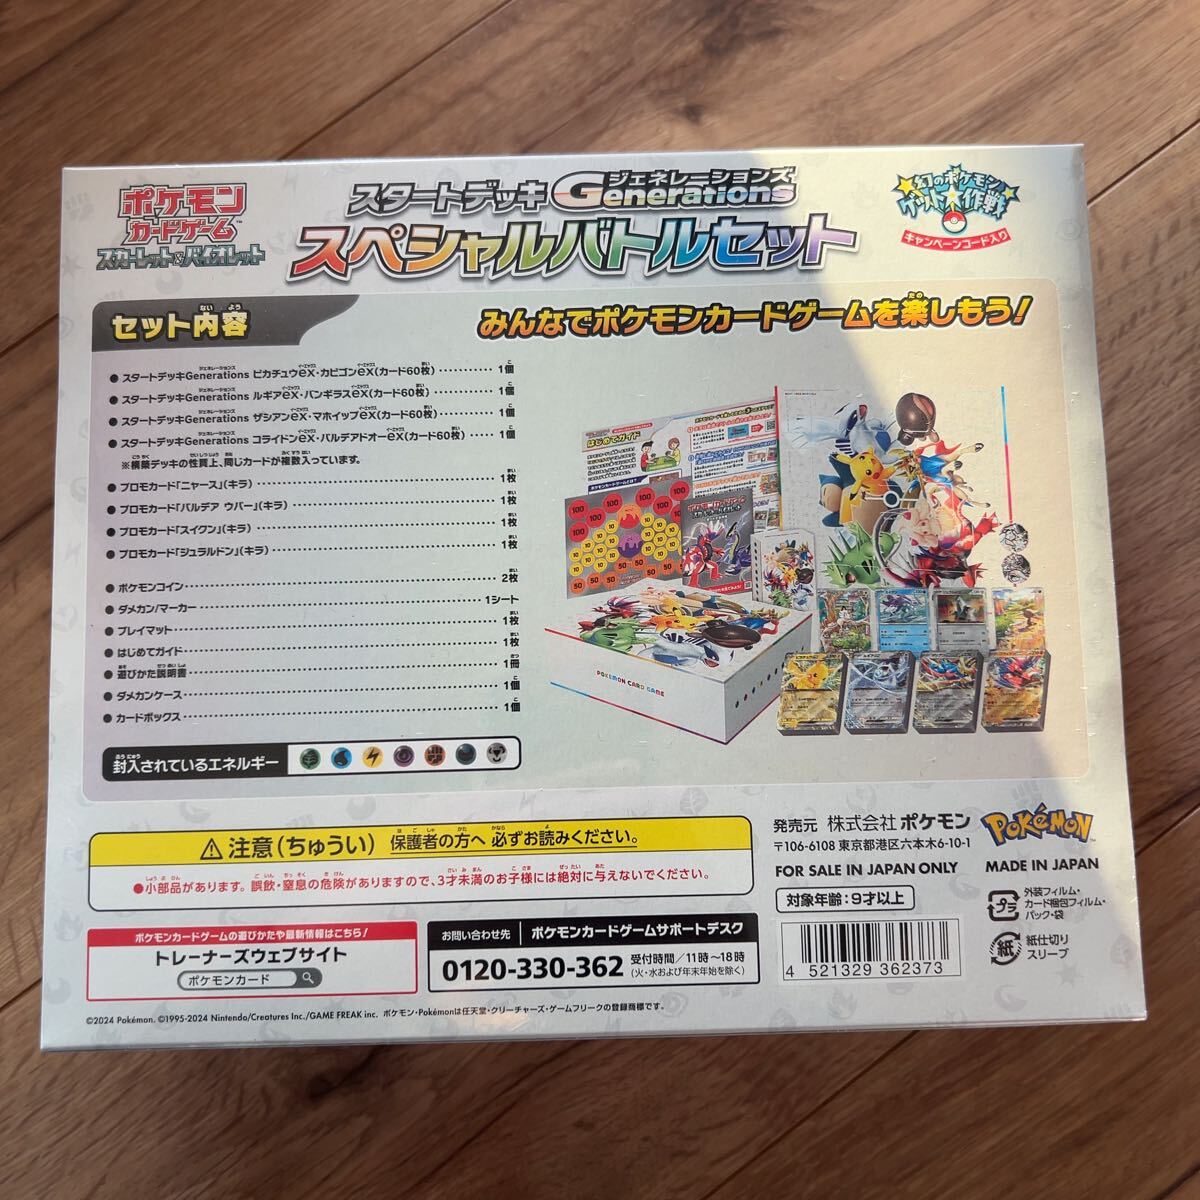 ポケモン
カードゲーム™
スカーレット&バイオレット
スタートデッキ Generations
ジェネレーションズ
スペシャルバトルセット
幻のポケモン
ゲット★作戦
キャンペーンコード入り
セット内容
ない よう
みんなでポケモンカードゲームを楽しもう!
● スタートデッキGenerations ピカチュウex・カビゴンex(カード60枚) ………… 1個
● スタートデッキGenerations ルギアex・バンギラスex(カード60枚) ………… 1個
● スタートデッキGenerations ザシアンex・マホイップex(カード60枚) ………… 1個
● スタートデッキGenerations コライドンex・パルデアドオーex(カード60枚) …… 1個
※構築デッキの性質上、同じカードが複数入っています。
● プロモカード「ニャース」(キラ) ………… 1枚
● プロモカード「パルデア ウパー」(キラ) ………… 1枚
● プロモカード「スイクン」(キラ) ………… 1枚
● プロモカード「ジュラルドン」(キラ) ………… 1枚
● ポケモンコイン ………… 2枚
● ダメカン/マーカー ………… 1シート
● プレイマット ………… 1枚
● はじめてガイド ………… 1枚
● 遊びかた説明書 ………… 1冊
● ダメカンケース ………… 1個
● カードボックス ………… 1個
ふう にゅう
封入されているエネルギー
はじめてガイド
POKEMON CARD GAME
⚠ 注意(ちゅうい) 保護者の方へ 必ずお読みください。
●小部品があります。誤飲・窒息の危険がありますので、3才未満のお子様には絶対に与えないでください。
ポケモンカードゲームの遊びかたや最新情報はこちら!
トレーナーズウェブサイト
ポケモンカード
お問い合わせ先 ポケモンカードゲームサポートデスク
0120-330-362 受付時間/11時~18時
(火・水および年末年始を除く)
発売元 株式会社 ポケモン
〒106-6108 東京都港区六本木6-10-1
POKéMON
FOR SALE IN JAPAN ONLY MADE IN JAPAN
対象年齢:9才以上
4 521329 362373
プラ
外装フィルム・
カード梱包フィルム・
パック・袋
紙
紙仕切り
スリーブ
©2024 Pokémon. ©1995-2024 Nintendo/Creatures Inc./GAME FREAK inc. ポケモン・Pokémonは任天堂・クリーチャーズ・ゲームフリークの登録商標です。